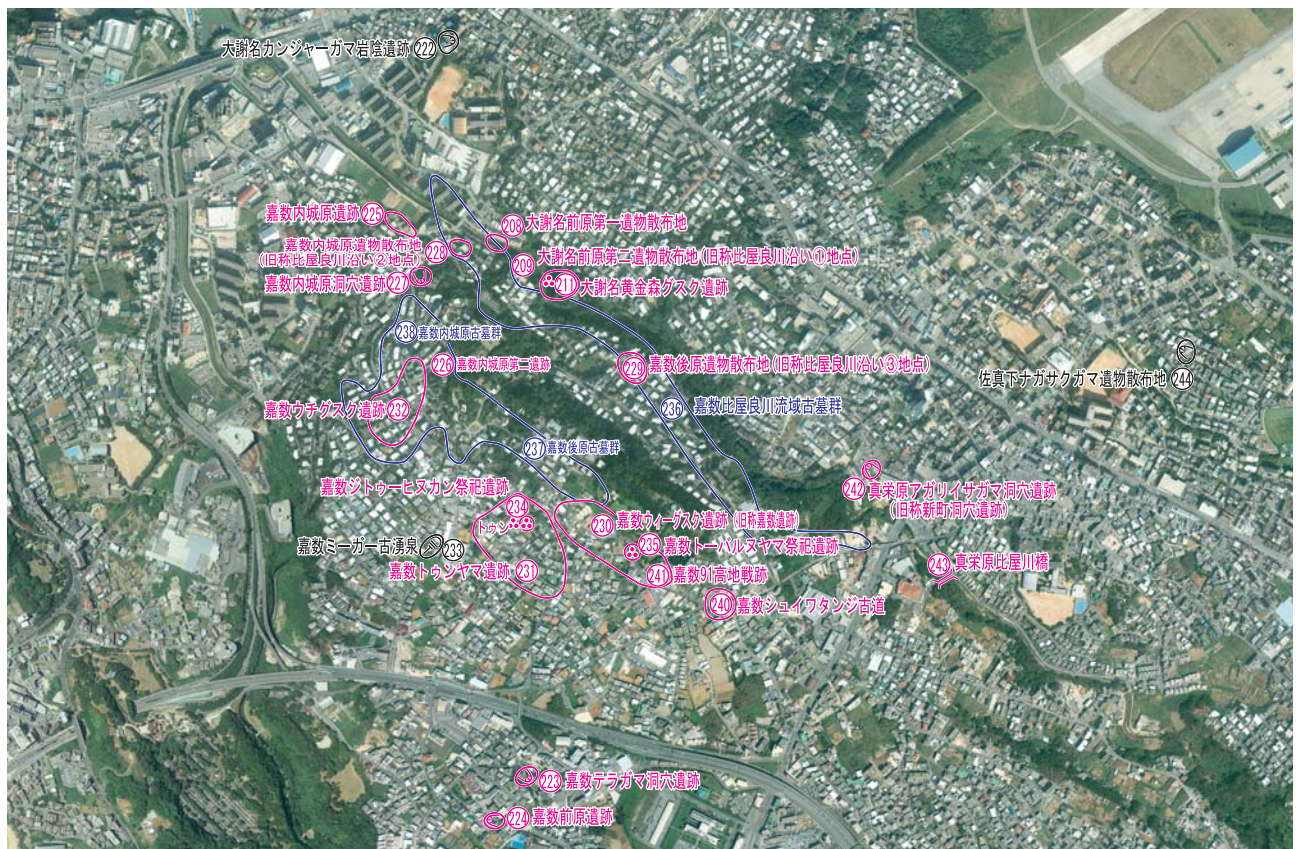 大謝名カンジャーガマ岩陰遺跡 222
嘉数内城原遺跡 225
208 大謝名前原第一遺物散布地
嘉数内城原遺物散布地
(旧称比屋良川沿い②地点)
228
209 大謝名前原第二遺物散布地(旧称比屋良川沿い①地点)
嘉数内城原洞穴遺跡 227
211 大謝名黄金森グスク遺跡
238 嘉数内城原古墓群
226 嘉数内城原第二遺跡
229 嘉数後原遺物散布地(旧称比屋良川沿い③地点)
佐真下ナガサクガマ遺物散布地 244
嘉数ウチグスク遺跡 232
236 嘉数比屋良川流域古墓群
237 嘉数後原古墓群
嘉数ジトゥーヒヌカン祭祀遺跡
234
トゥン
242 真栄原アガリイサガマ洞穴遺跡
(旧称新町洞穴遺跡)
230 嘉数ウィーグスク遺跡(旧称嘉数遺跡)
嘉数ミーガー古湧泉 233
235 嘉数トーバルヌヤマ祭祀遺跡
嘉数トゥンヤマ遺跡 231
241 嘉数91高地戦跡
243 真栄原比屋川橋
240 嘉数シュイワタンジ古道
223 嘉数テラガマ洞穴遺跡
224 嘉数前原遺跡